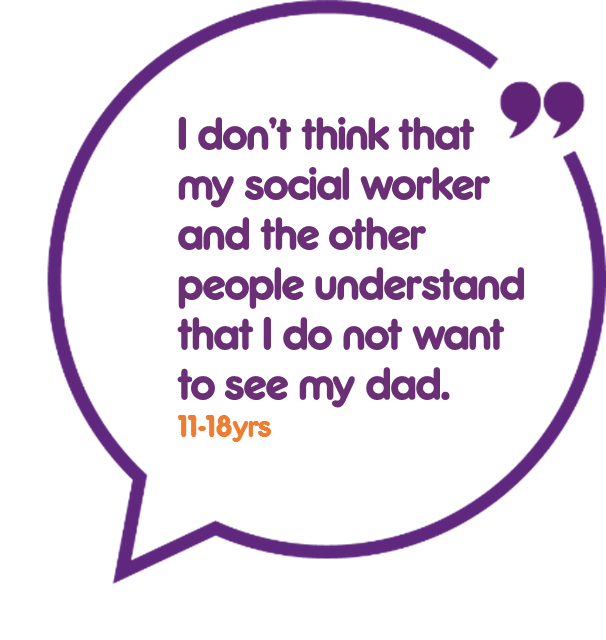 I don’t think that
my social worker
and the other
people understand
that I do not want
to see my dad.
11-18yrs